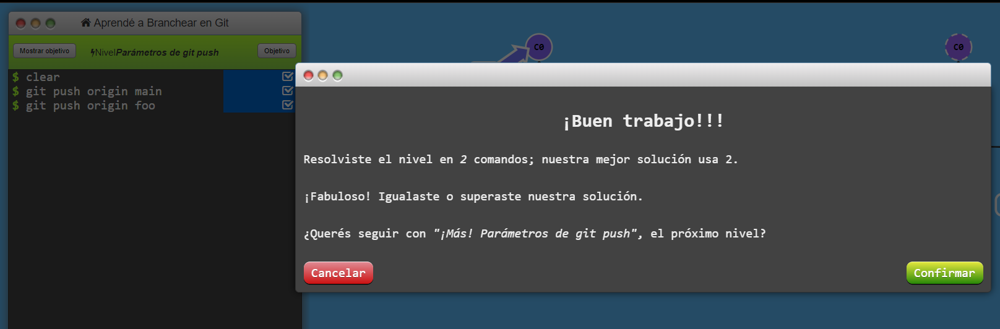 Aprendé a Branchear en Git
Mostrar objetivo
NivelParámetros de git push
Objetivo
$ clear
$ git push origin main
$ git push origin foo
C0
C0
¡Buen trabajo!!!
Resolviste el nivel en 2 comandos; nuestra mejor solución usa 2.
¡Fabuloso! Igualaste o superaste nuestra solución.
¿Querés seguir con "¡Más! Parámetros de git push", el próximo nivel?
Cancelar
Confirmar